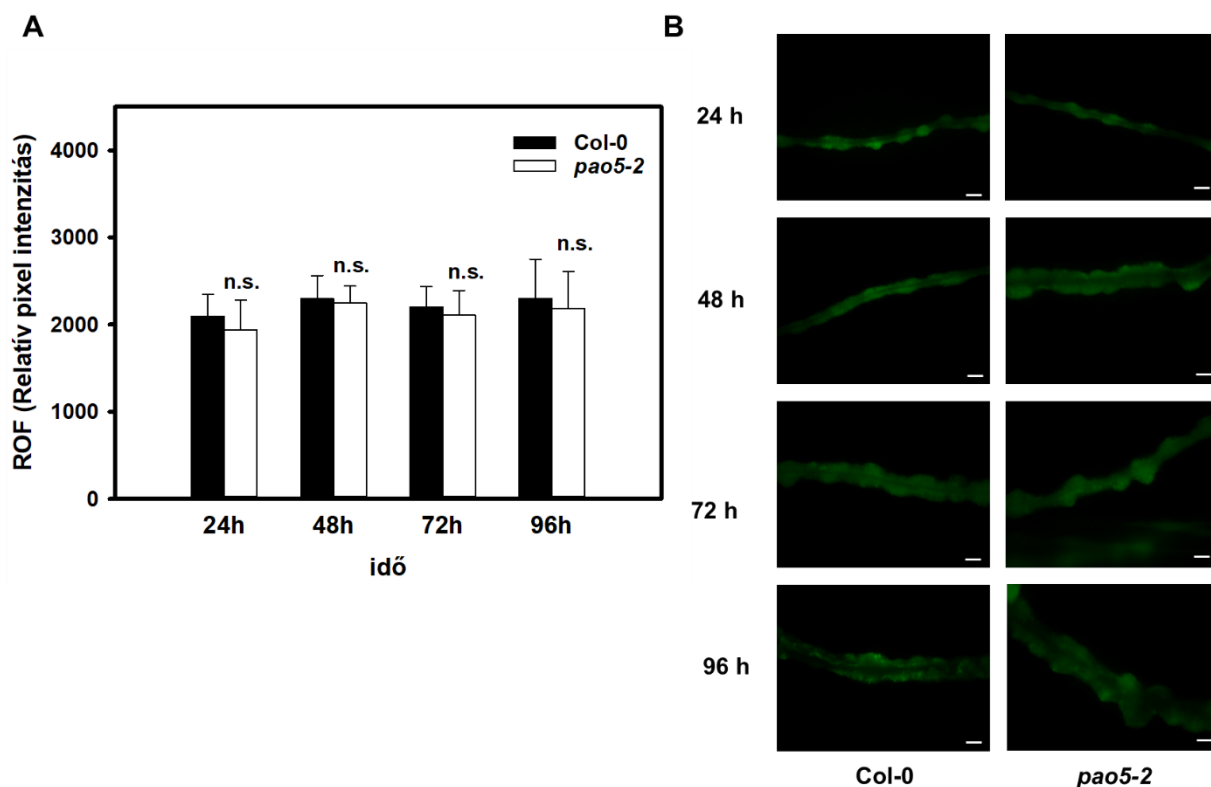 A
B
ROF (Relatív pixel intenzitás)
4000
3000
2000
1000
0
Col-0
pao5-2
n.s.
n.s.
n.s.
n.s.
24h
48h
72h
96h
idő
24 h
48 h
72 h
96 h
Col-0
pao5-2